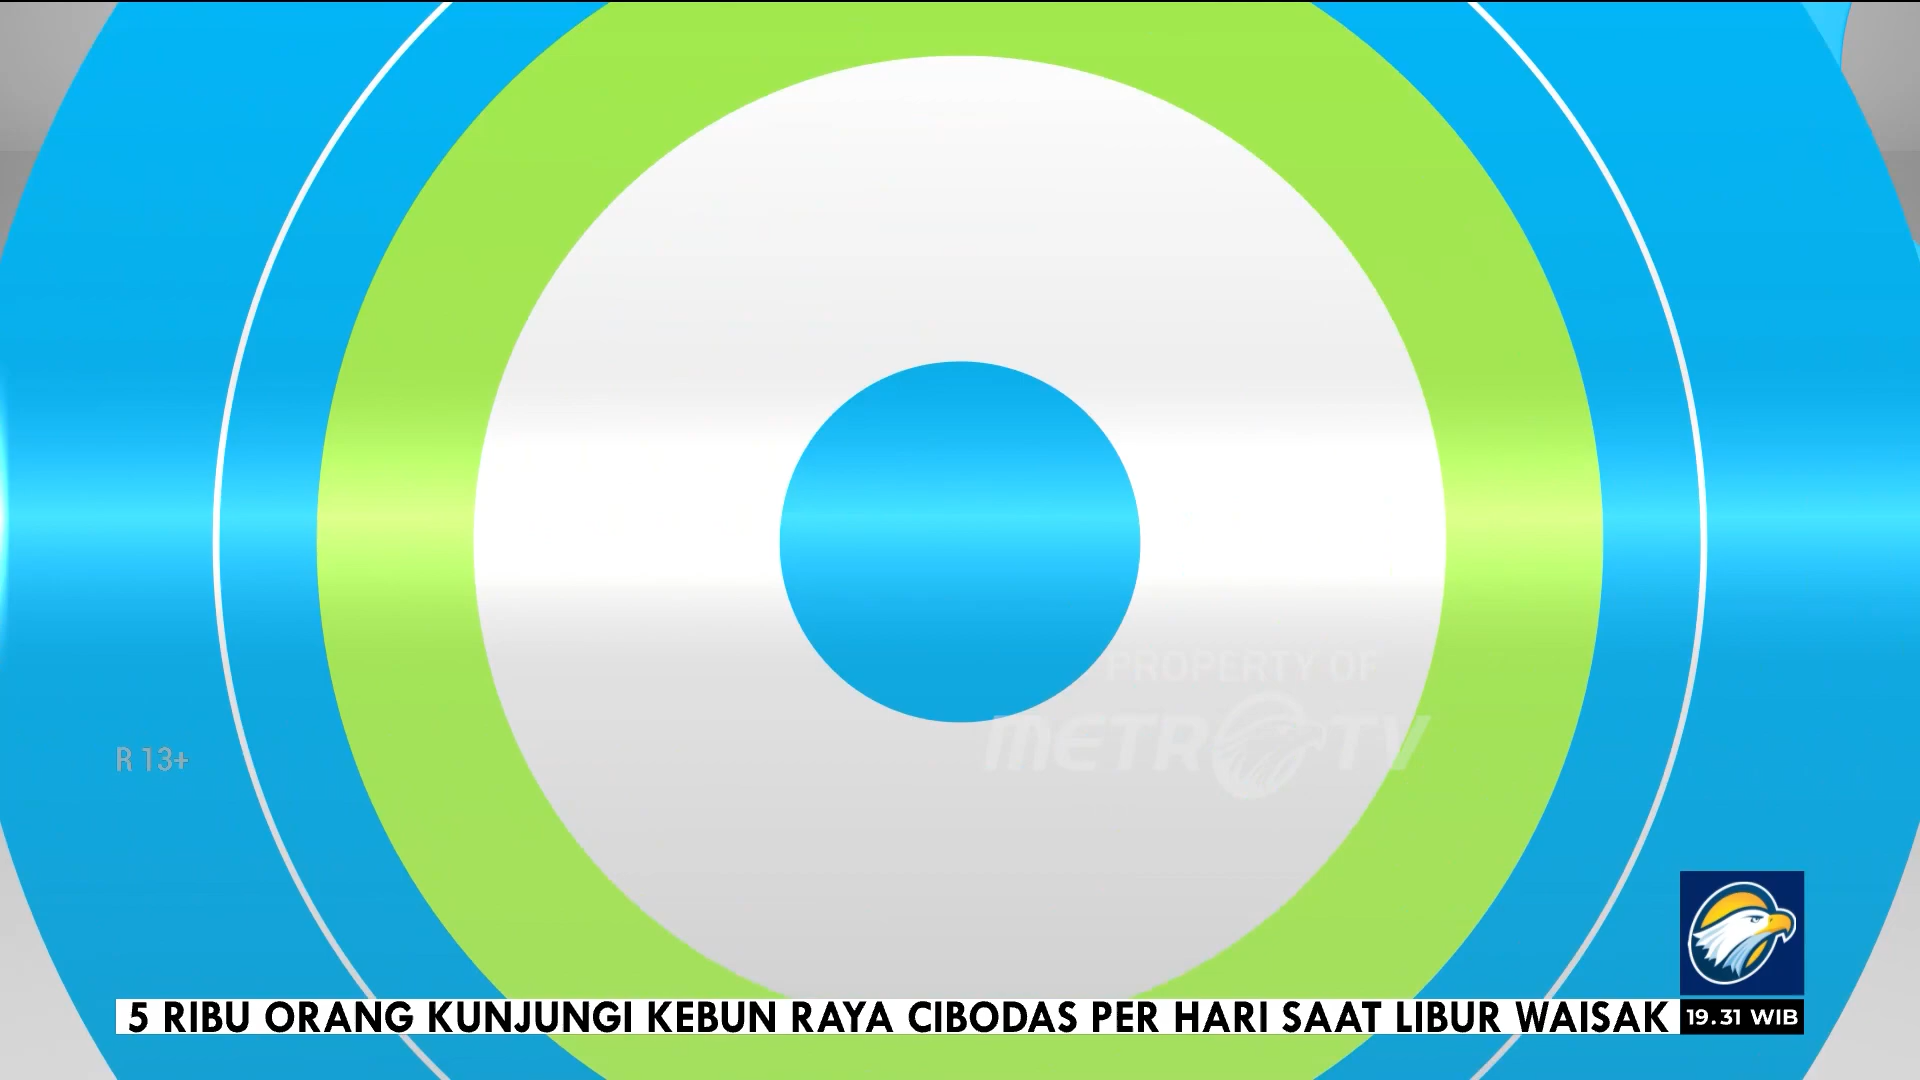 PROPERTY OF
METRO TV
R 13+
5 RIBU ORANG KUNJUNGI KEBUN RAYA CIBODAS PER HARI SAAT LIBUR WAISAK
19.31 WIB